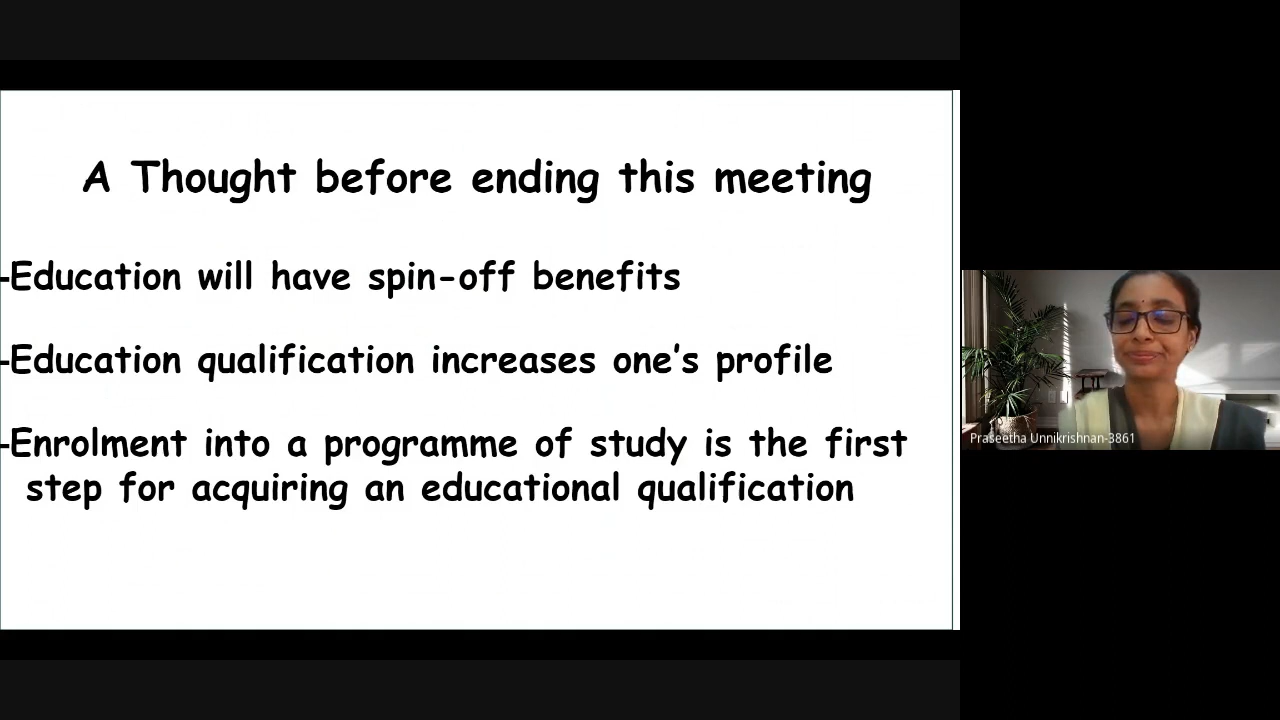 A Thought before ending this meeting
-Education will have spin-off benefits
-Education qualification increases one's profile
-Enrolment into a programme of study is the first
step for acquiring an educational qualification
Praseetha Unnikrishnan-3861